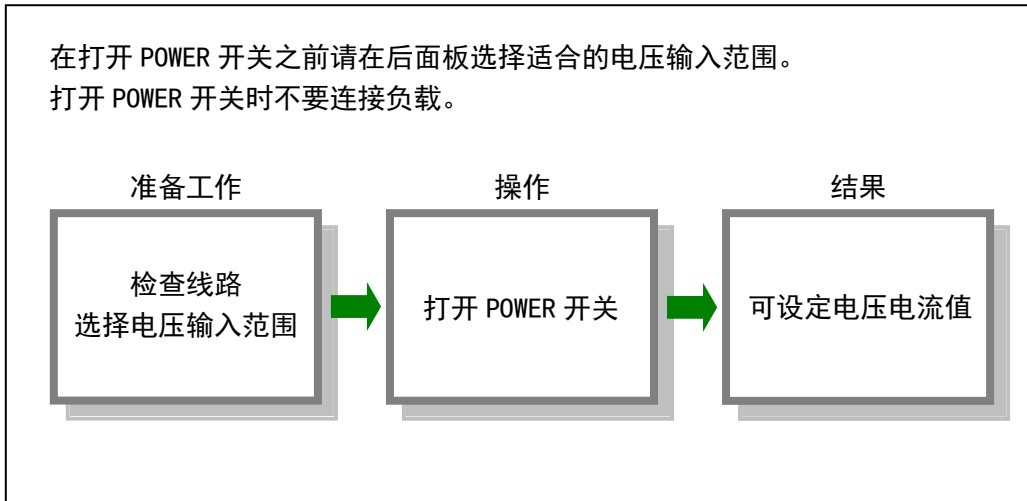 在打开 POWER 开关之前请在后面板选择适合的电压输入范围。
打开 POWER 开关时不要连接负载。
准备工作
操作
结果
检查线路
选择电压输入范围
打开 POWER 开关
可设定电压电流值